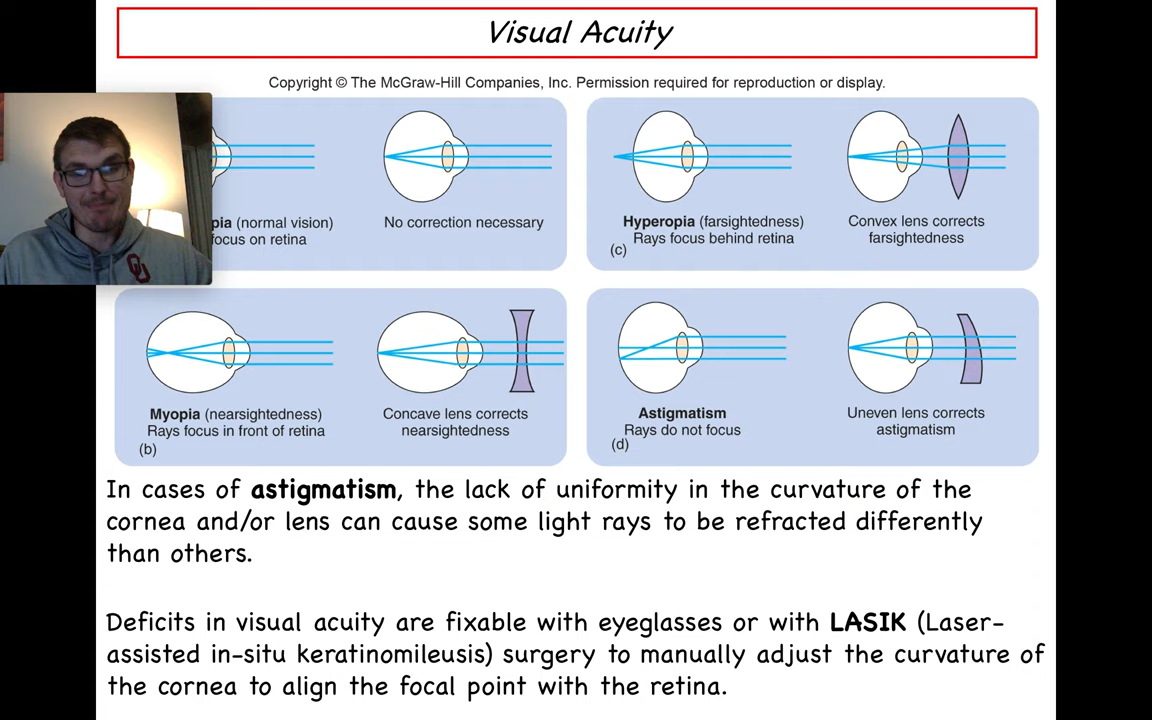 Visual Acuity
Copyright © The McGraw-Hill Companies, Inc. Permission required for reproduction or display.
(normal vision)
focus on retina
No correction necessary
Hyperopia (farsightedness)
Rays focus behind retina
(c)
Convex lens corrects
farsightedness
Myopia (nearsightedness)
Rays focus in front of retina
(b)
Concave lens corrects
nearsightedness
Astigmatism
Rays do not focus
(d)
Uneven lens corrects
astigmatism
In cases of astigmatism, the lack of uniformity in the curvature of the
cornea and/or lens can cause some light rays to be refracted differently
than others.
Deficits in visual acuity are fixable with eyeglasses or with LASIK (Laser-
assisted in-situ keratinomileusis) surgery to manually adjust the curvature of
the cornea to align the focal point with the retina.
OU